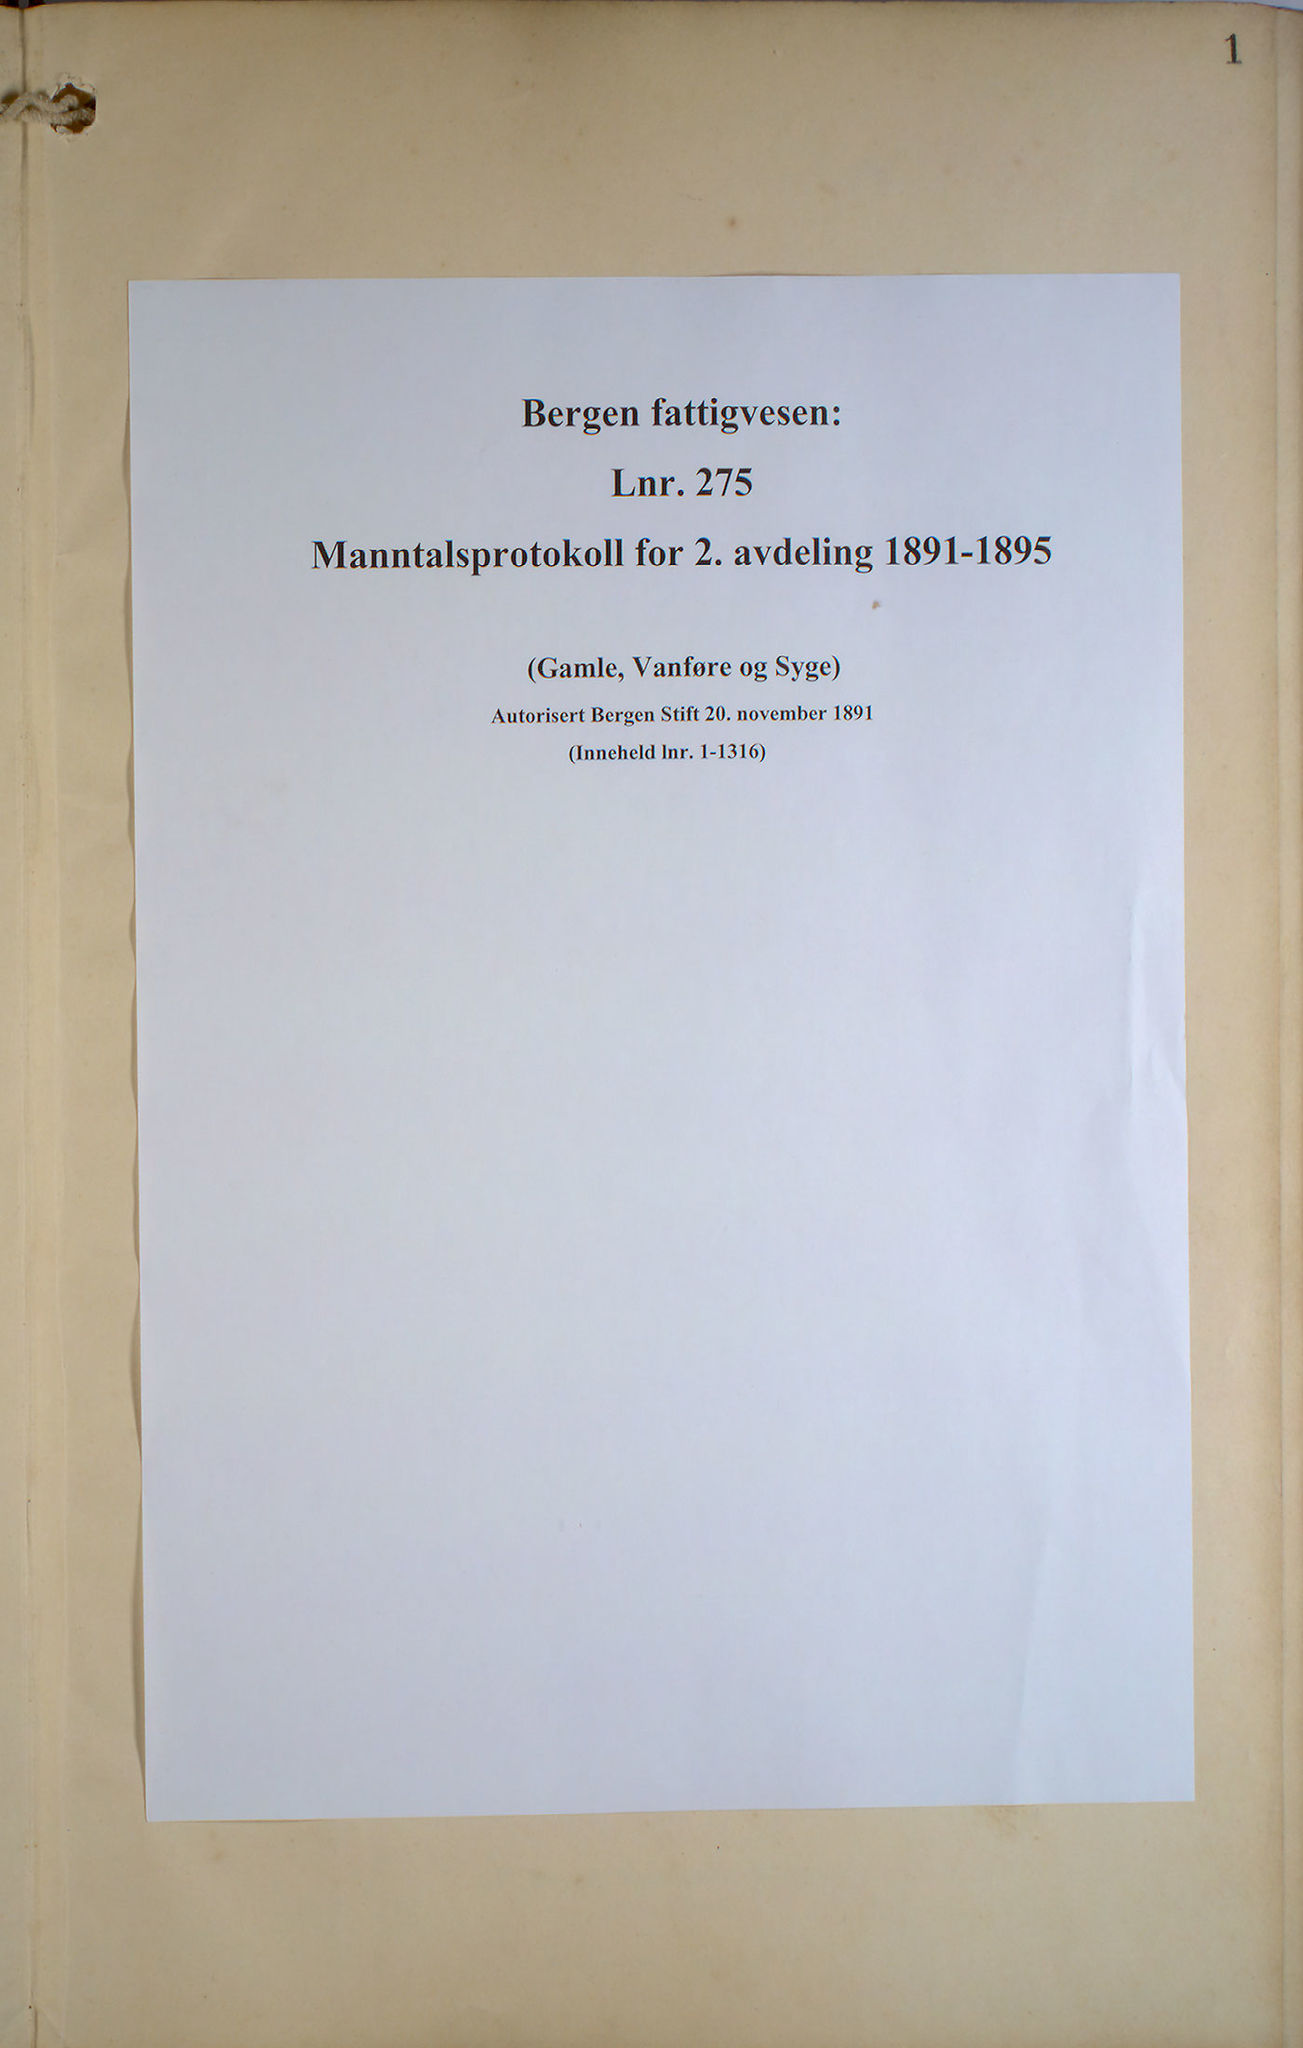 1
Bergen fattigvesen:
Lnr. 275
Manntalsprotokoll for 2. avdeling 1891-1895
(Gamle, Vanføre og Syge)
Autorisert Bergen Stift 20. november 1891
(Inneheld lnr. 1-1316)